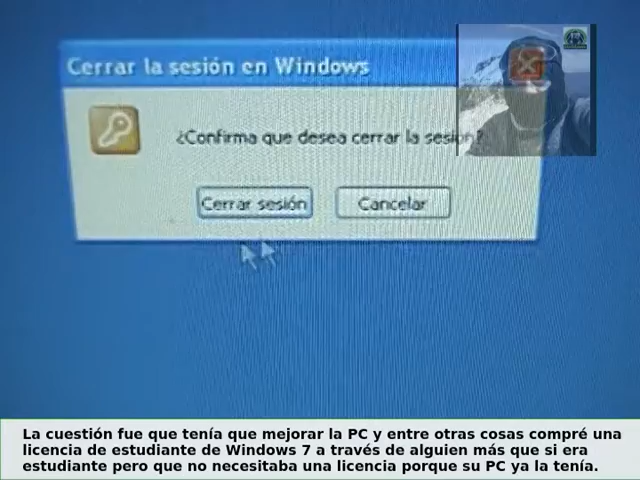 Cerrar la sesión en Windows
¿Confirma que desea cerrar la sesión?
Cerrar sesión
Cancelar
La cuestión fue que tenía que mejorar la PC y entre otras cosas compré una
licencia de estudiante de Windows 7 a través de alguien más que si era
estudiante pero que no necesitaba una licencia porque su PC ya la tenía.